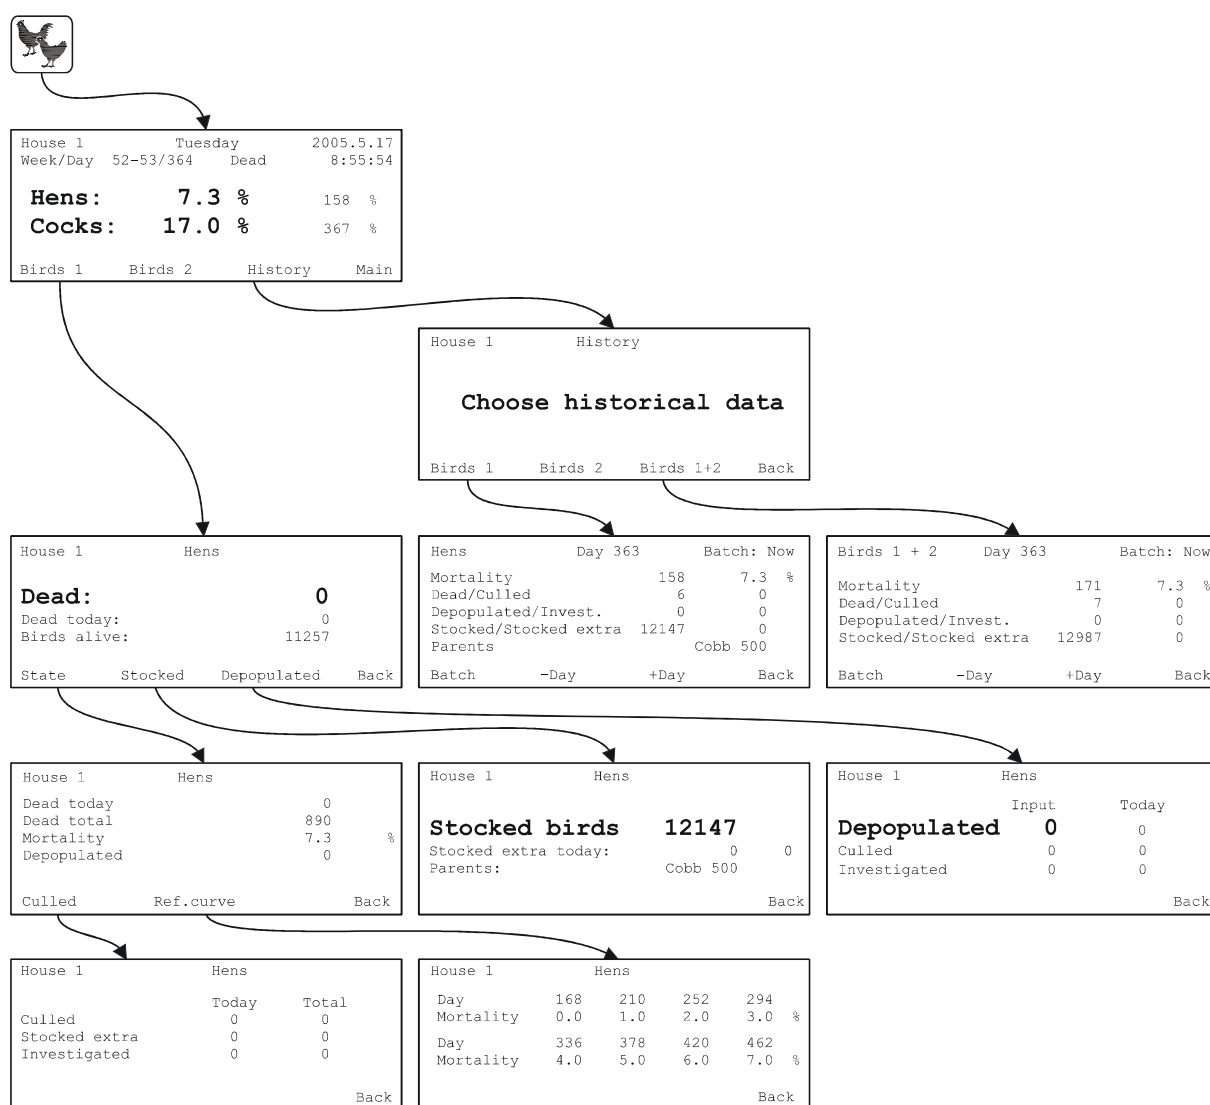 House 1 Tuesday 2005.5.17
Week/Day 52-53/364 Dead 8:55:54
Hens: 7.3 % 158 %
Cocks: 17.0 % 367 %
Birds 1 Birds 2 History Main
House 1 History
Choose historical data
Birds 1 Birds 2 Birds 1+2 Back
House 1 Hens
Dead: 0
Dead today: 0
Birds alive: 11257
State Stocked Depopulated Back
Hens Day 363 Batch: Now
Mortality 158 7.3 %
Dead/Culled 6 0
Depopulated/Invest. 0 0
Stocked/Stocked extra 12147 0
Parents Cobb 500
Batch -Day +Day Back
Birds 1 + 2 Day 363 Batch: Now
Mortality 171 7.3 %
Dead/Culled 7 0
Depopulated/Invest. 0 0
Stocked/Stocked extra 12987 0
Batch -Day +Day Back
House 1 Hens
Dead today 0
Dead total 890
Mortality 7.3 %
Depopulated 0
Culled Ref.curve Back
House 1 Hens
Stocked birds 12147
Stocked extra today: 0 0
Parents: Cobb 500
Back
House 1 Hens
Input Today
Depopulated 0 0
Culled 0 0
Investigated 0 0
Back
House 1 Hens
Today Total
Culled 0 0
Stocked extra 0 0
Investigated 0 0
Back
House 1 Hens
Day 168 210 252 294
Mortality 0.0 1.0 2.0 3.0 %
Day 336 378 420 462
Mortality 4.0 5.0 6.0 7.0 %
Back